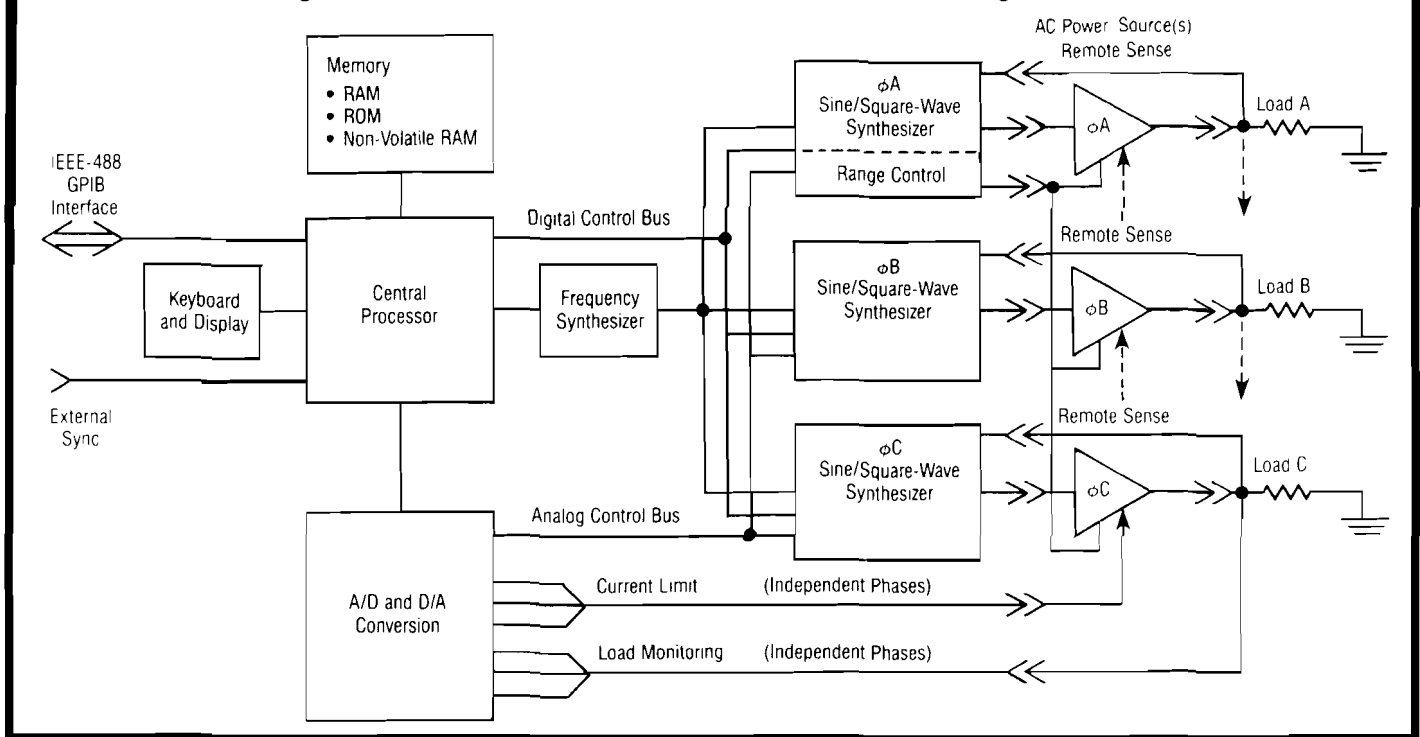 AC Power Source(s)
Remote Sense
Memory
• RAM
• ROM
• Non-Volatile RAM
IEEE-488
GPIB
Interface
Keyboard
and Display
External
Sync
Central
Processor
Digital Control Bus
Frequency
Synthesizer
A/D and D/A
Conversion
Analog Control Bus
Current Limit (Independent Phases)
Load Monitoring (Independent Phases)
φA
Sine/Square-Wave
Synthesizer
Range Control
φA
Load A
Remote Sense
φB
Sine/Square-Wave
Synthesizer
φB
Load B
Remote Sense
φC
Sine/Square-Wave
Synthesizer
φC
Load C